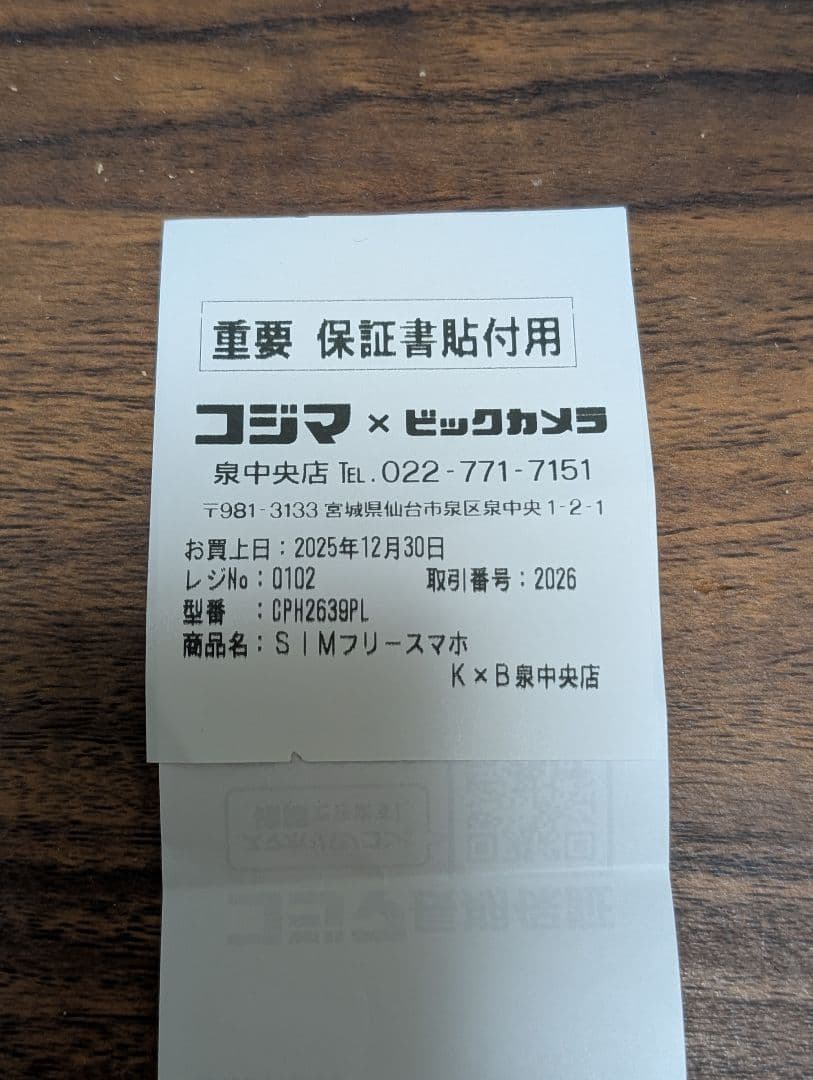 重要 保証書貼付用
コジマ×ビックカメラ
泉中央店 TEL.022-771-7151
〒981-3133 宮城県仙台市泉区泉中央1-2-1
お買上日：2025年12月30日
レジNo：0102 取引番号：2026
型番 ：CPH2639PL
商品名：ＳＩＭフリースマホ
Ｋ×Ｂ泉中央店